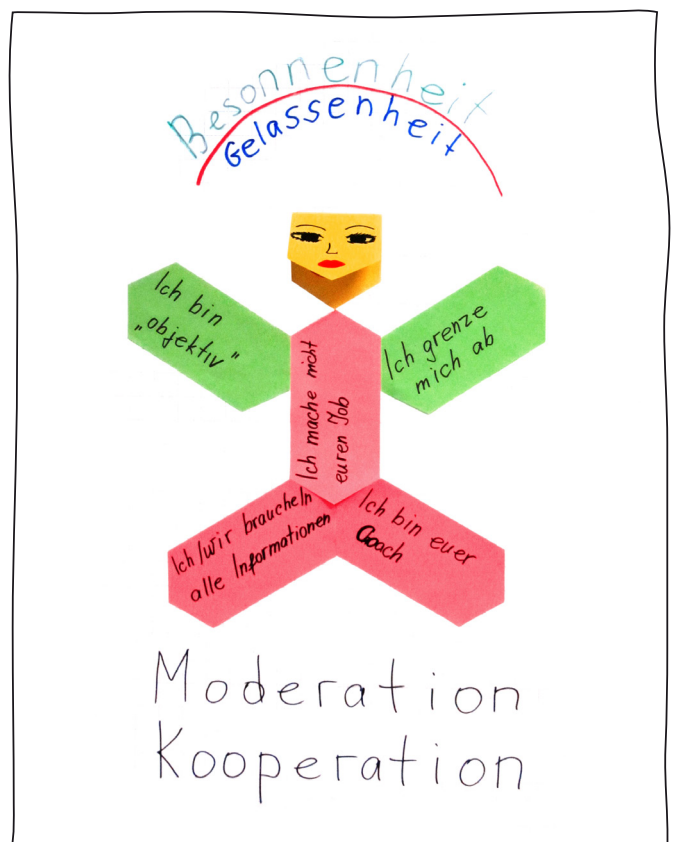 Besonnenheit
Gelassenheit
Ich bin
„objektiv"
Ich grenze
mich ab
Ich mache nicht
euren Job
Ich/wir braucheln
alle Informationen
Ich bin euer
Coach
Moderation
Kooperation